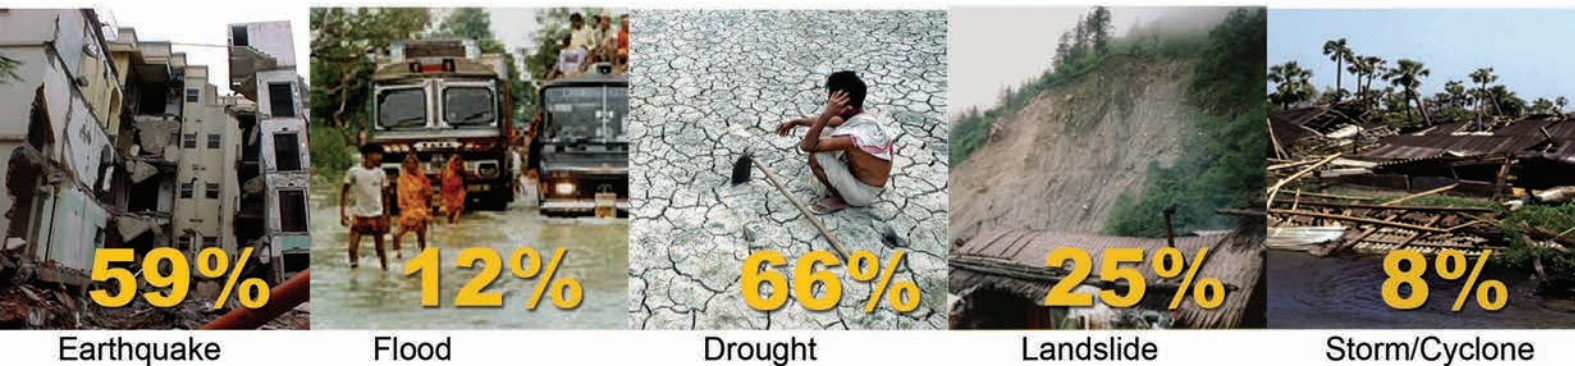 59% 12% 66% 25% 8%
Earthquake Flood Drought Landslide Storm/Cyclone